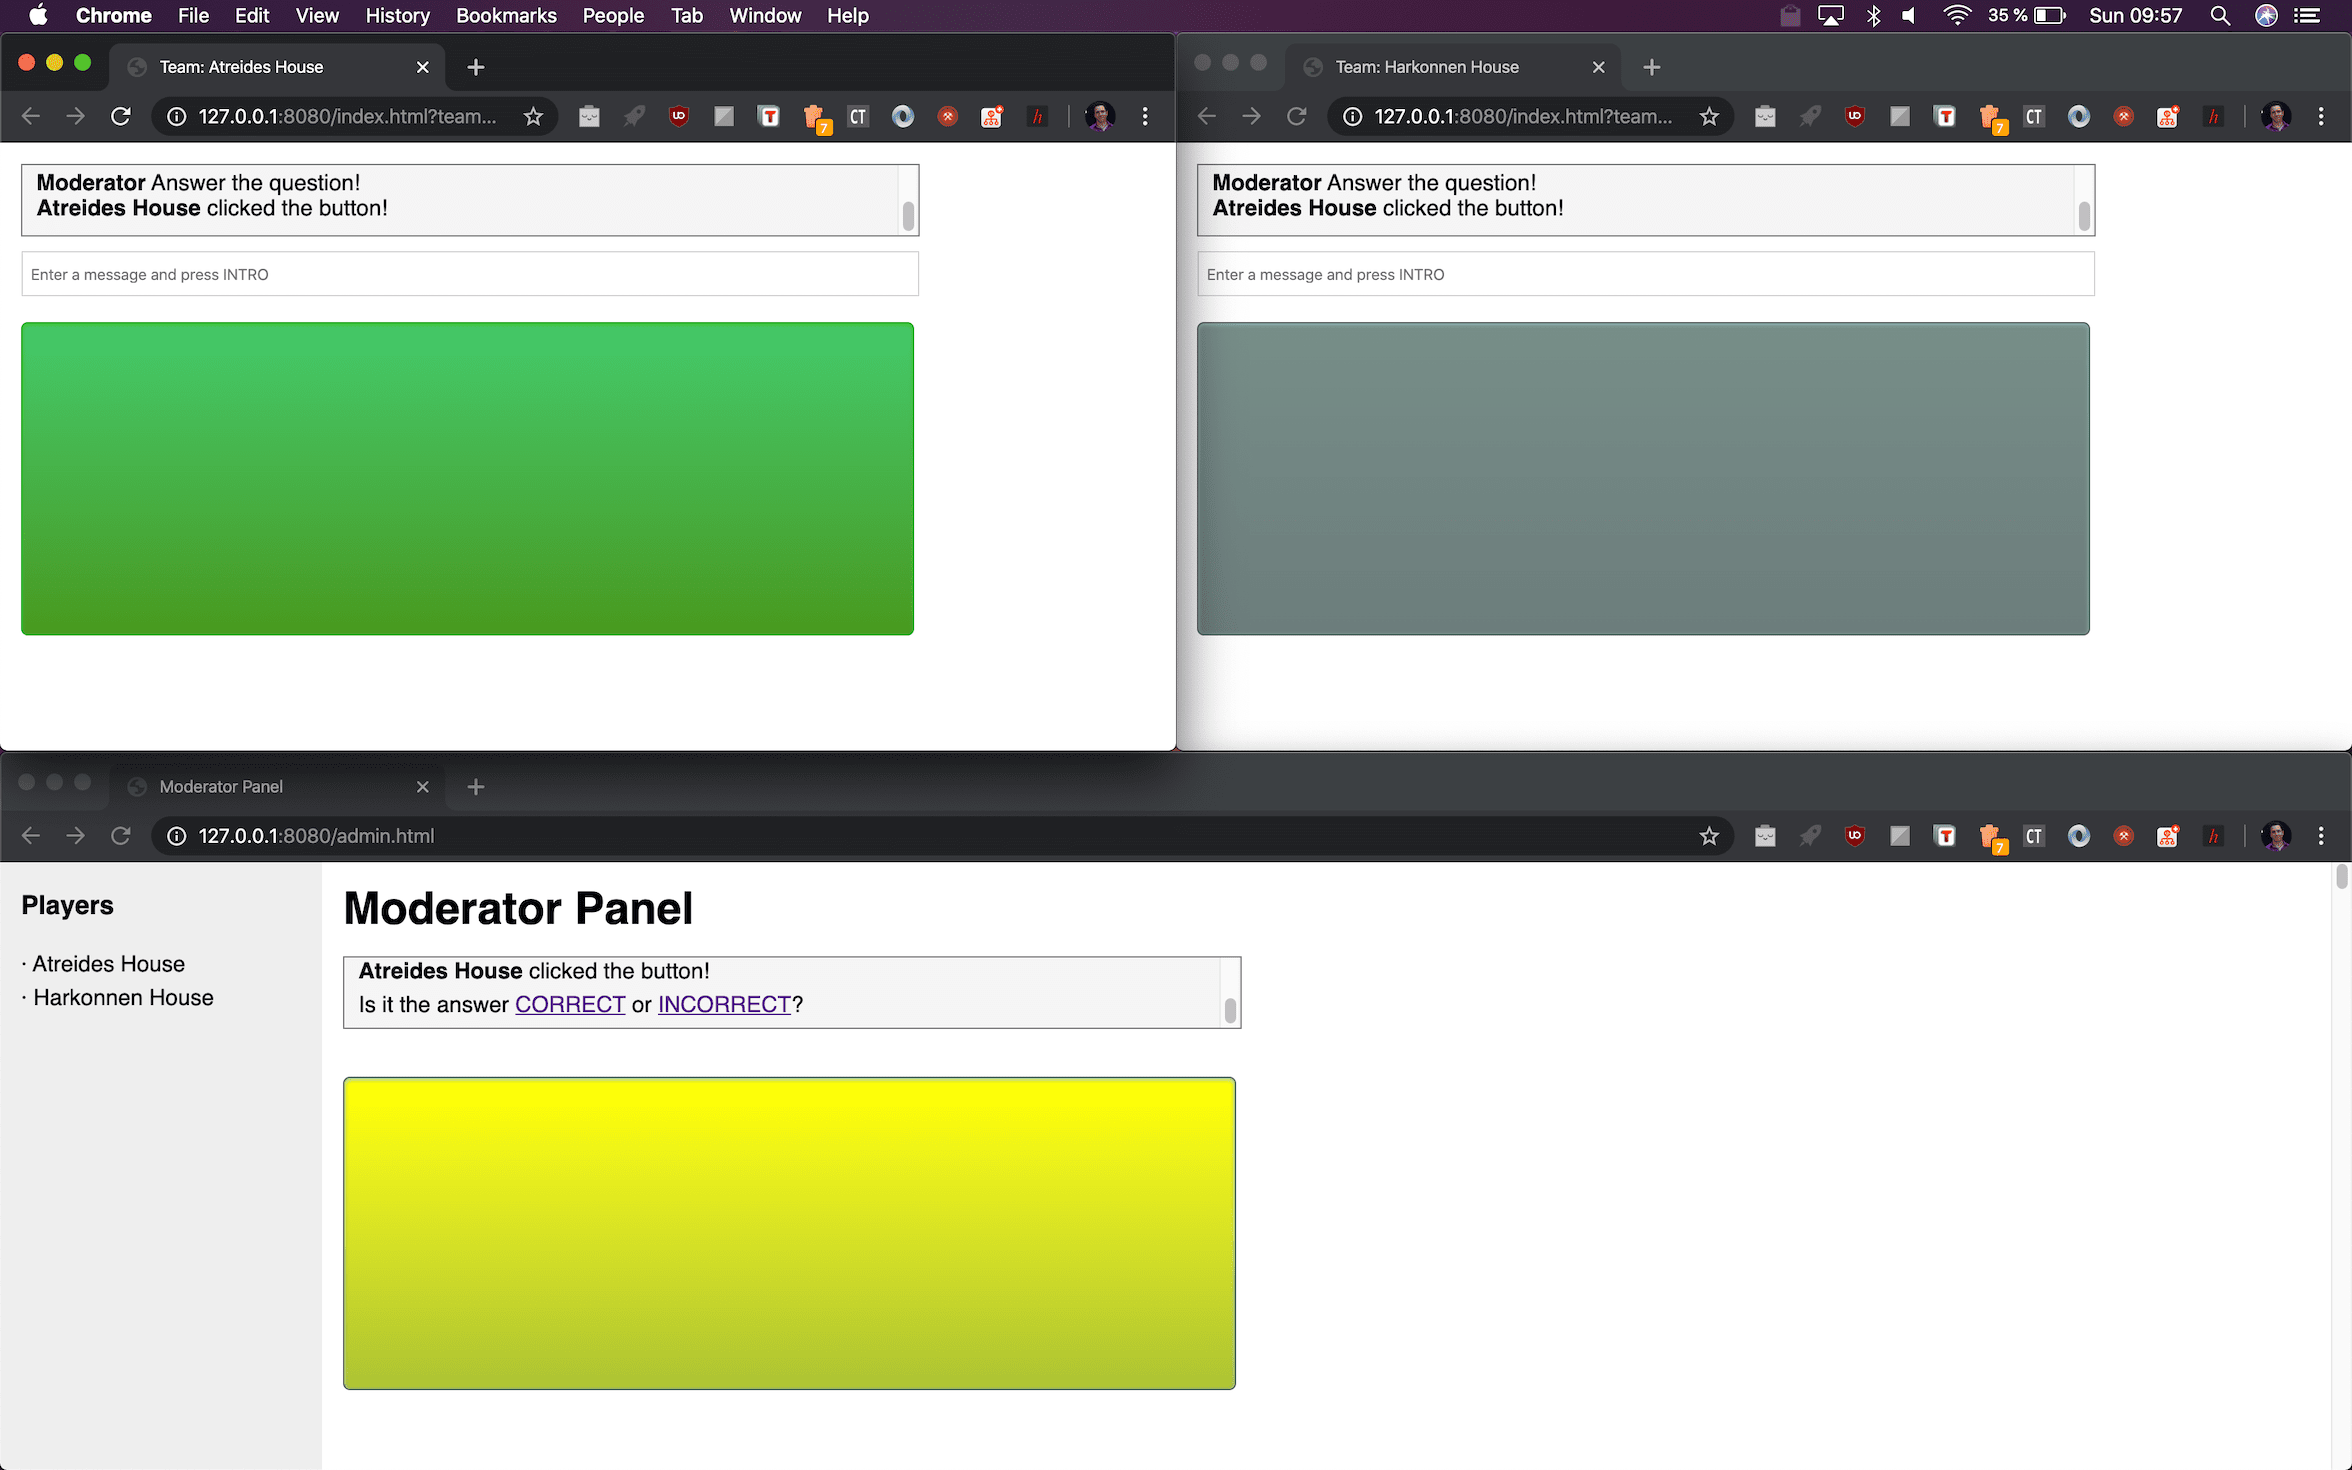 Chrome File Edit View History Bookmarks People Tab Window Help 35 % Sun 09:57
Team: Atreides House
127.0.0.1:8080/index.html?team...
UD
T
7
CT
h
Moderator Answer the question!
Atreides House clicked the button!
Enter a message and press INTRO
Team: Harkonnen House
127.0.0.1:8080/index.html?team...
UD
T
7
CT
h
Moderator Answer the question!
Atreides House clicked the button!
Enter a message and press INTRO
Moderator Panel
127.0.0.1:8080/admin.html
UD
T
7
CT
h
Players
· Atreides House
· Harkonnen House
Moderator Panel
Atreides House clicked the button!
Is it the answer CORRECT or INCORRECT?